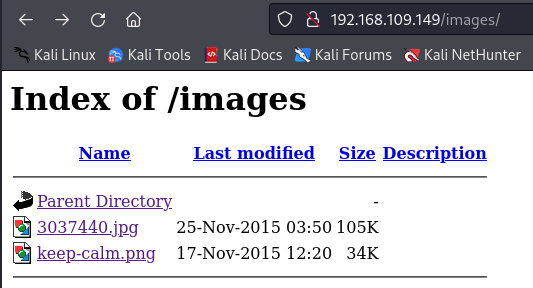 192.168.109.149/images/
Kali Linux Kali Tools Kali Docs Kali Forums Kali NetHunter
Index of /images
Name Last modified Size Description
Parent Directory -
3037440.jpg 25-Nov-2015 03:50 105K
keep-calm.png 17-Nov-2015 12:20 34K